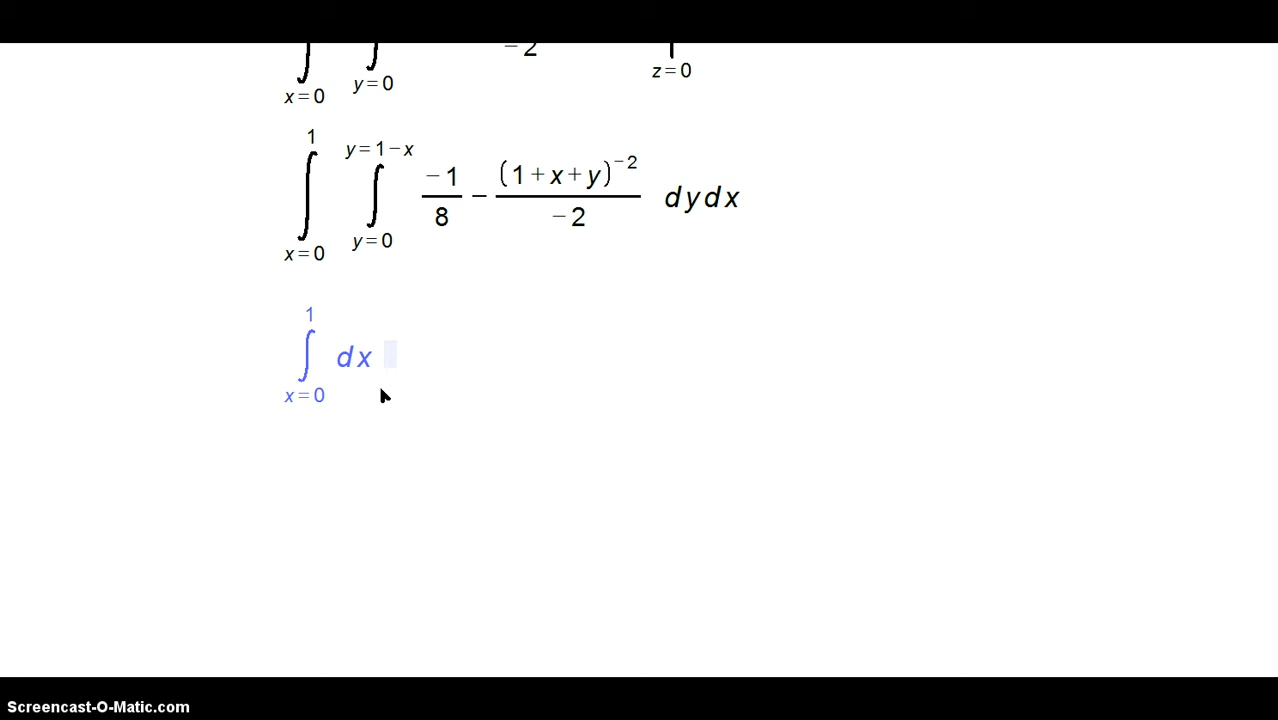 ∫ ∫ −2
x=0 y=0 z=0
1 y=1−x
∫ ∫ −1/8 − (1+x+y)^−2/−2 dydx
x=0 y=0
1
∫ dx
x=0
Screencast-O-Matic.com